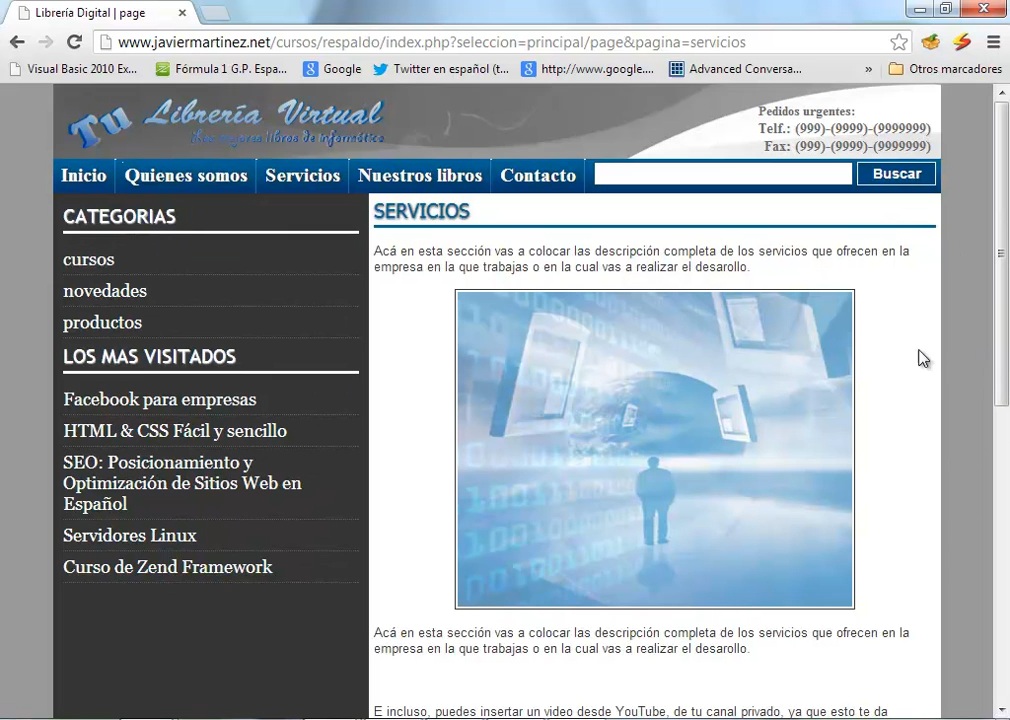 Librería Digital | page
www.javiermartinez.net/cursos/respaldo/index.php?seleccion=principal/page&pagina=servicios
Visual Basic 2010 Ex...
Fórmula 1 G.P. Espa...
Google
Twitter en español (t...
http://www.google....
Advanced Conversa...
»
Otros marcadores
Tu Librería Virtual
Los mejores libros de informática
Pedidos urgentes:
Telf.: (999)-(9999)-(9999999)
Fax: (999)-(9999)-(9999999)
Inicio
Quienes somos
Servicios
Nuestros libros
Contacto
Buscar
CATEGORIAS
cursos
novedades
productos
LOS MAS VISITADOS
Facebook para empresas
HTML & CSS Fácil y sencillo
SEO: Posicionamiento y
Optimización de Sitios Web en
Español
Servidores Linux
Curso de Zend Framework
SERVICIOS
Acá en esta sección vas a colocar las descripción completa de los servicios que ofrecen en la
empresa en la que trabajas o en la cual vas a realizar el desarollo.
Acá en esta sección vas a colocar las descripción completa de los servicios que ofrecen en la
empresa en la que trabajas o en la cual vas a realizar el desarollo.
E incluso, puedes insertar un video desde YouTube, de tu canal privado, ya que esto te da